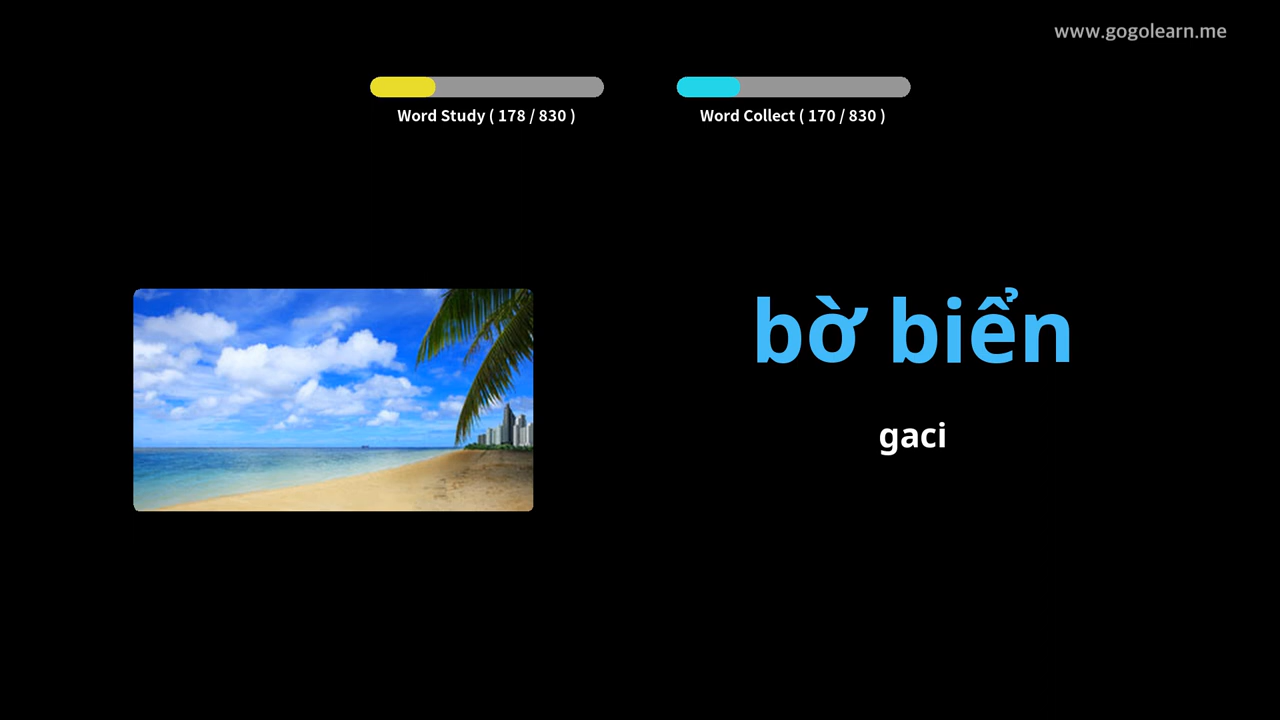 www.gogolearn.me
Word Study ( 178 / 830 )
Word Collect ( 170 / 830 )
bờ biển
gaci